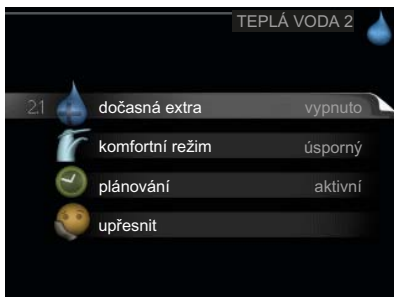 TEPLÁ VODA 2
2.1 dočasná extra vypnuto
komfortní režim úsporný
plánování aktivní
upřesnit